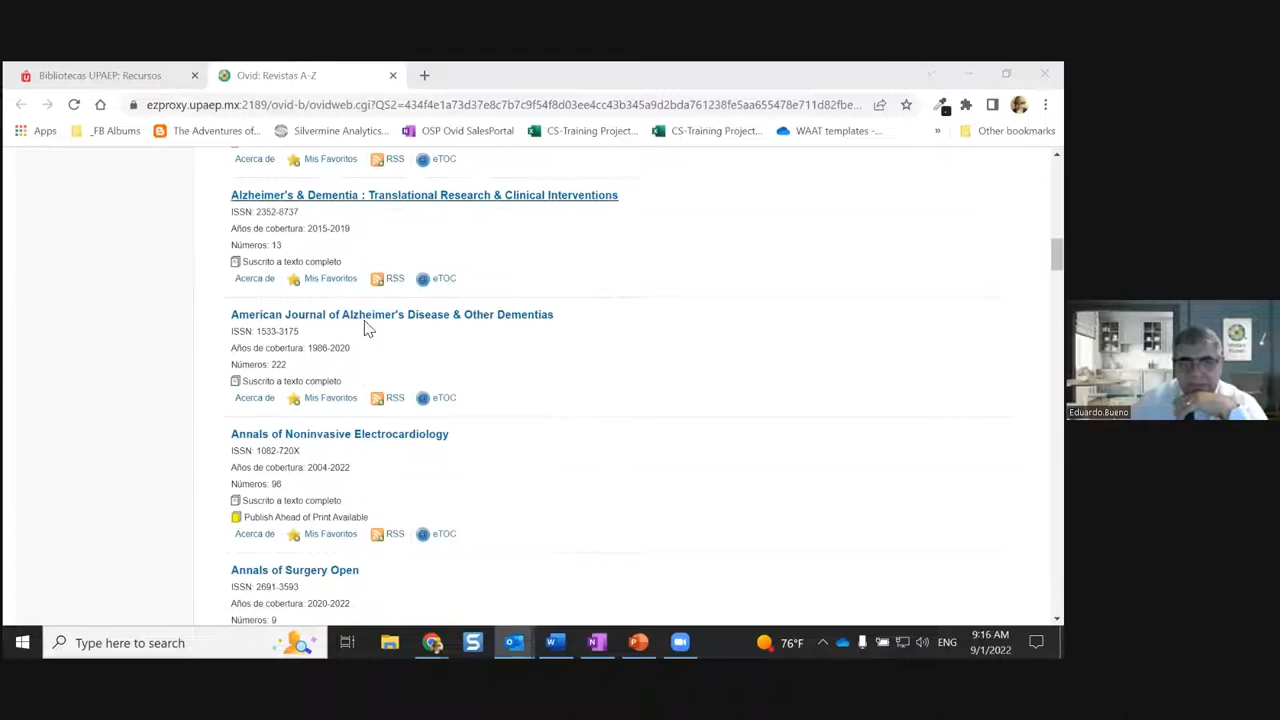 Bibliotecas UPAEP: Recursos
Ovid: Revistas A-Z
ezproxy.upaep.mx:2189/ovid-b/ovidweb.cgi?QS2=434f4e1a73d37e8c7b7c9f54f8d03ee4cc43b345a9d2bda761238fe5aa655478e711d82fbe...
Apps
_FB Albums
The Adventures of...
Silvermine Analytics...
OSP Ovid SalesPortal
CS-Training Project...
CS-Training Project...
WAAT templates -...
»
Other bookmarks
Acerca de Mis Favoritos RSS eTOC
Alzheimer's & Dementia : Translational Research & Clinical Interventions
ISSN: 2352-8737
Años de cobertura: 2015-2019
Números: 13
Suscrito a texto completo
Acerca de Mis Favoritos RSS eTOC
American Journal of Alzheimer's Disease & Other Dementias
ISSN: 1533-3175
Años de cobertura: 1986-2020
Números: 222
Suscrito a texto completo
Acerca de Mis Favoritos RSS eTOC
Annals of Noninvasive Electrocardiology
ISSN: 1082-720X
Años de cobertura: 2004-2022
Números: 96
Suscrito a texto completo
Publish Ahead of Print Available
Acerca de Mis Favoritos RSS eTOC
Annals of Surgery Open
ISSN: 2691-3593
Años de cobertura: 2020-2022
Números: 9
Eduardo.Bueno
Type here to search
76°F
ENG
9:16 AM
9/1/2022